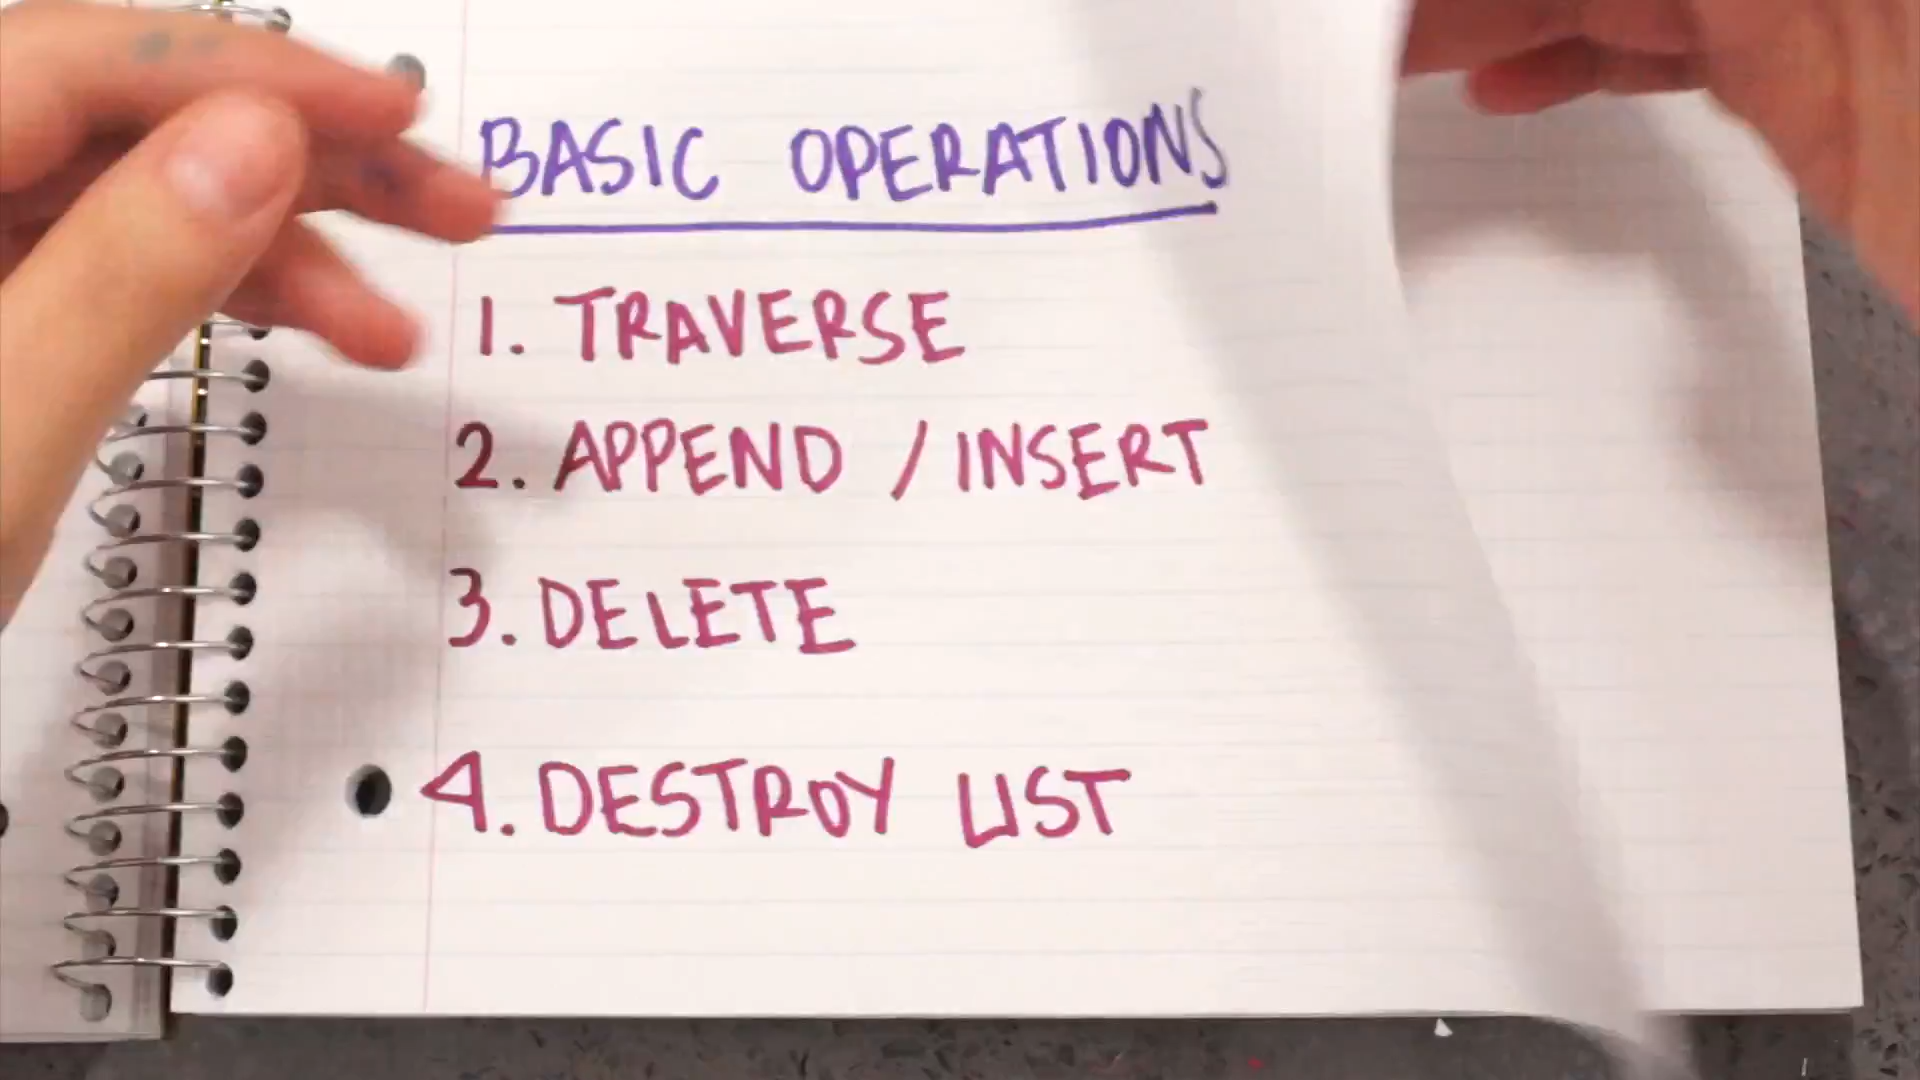 BASIC OPERATIONS
1. TRAVERSE
2. APPEND / INSERT
3. DELETE
4. DESTROY LIST